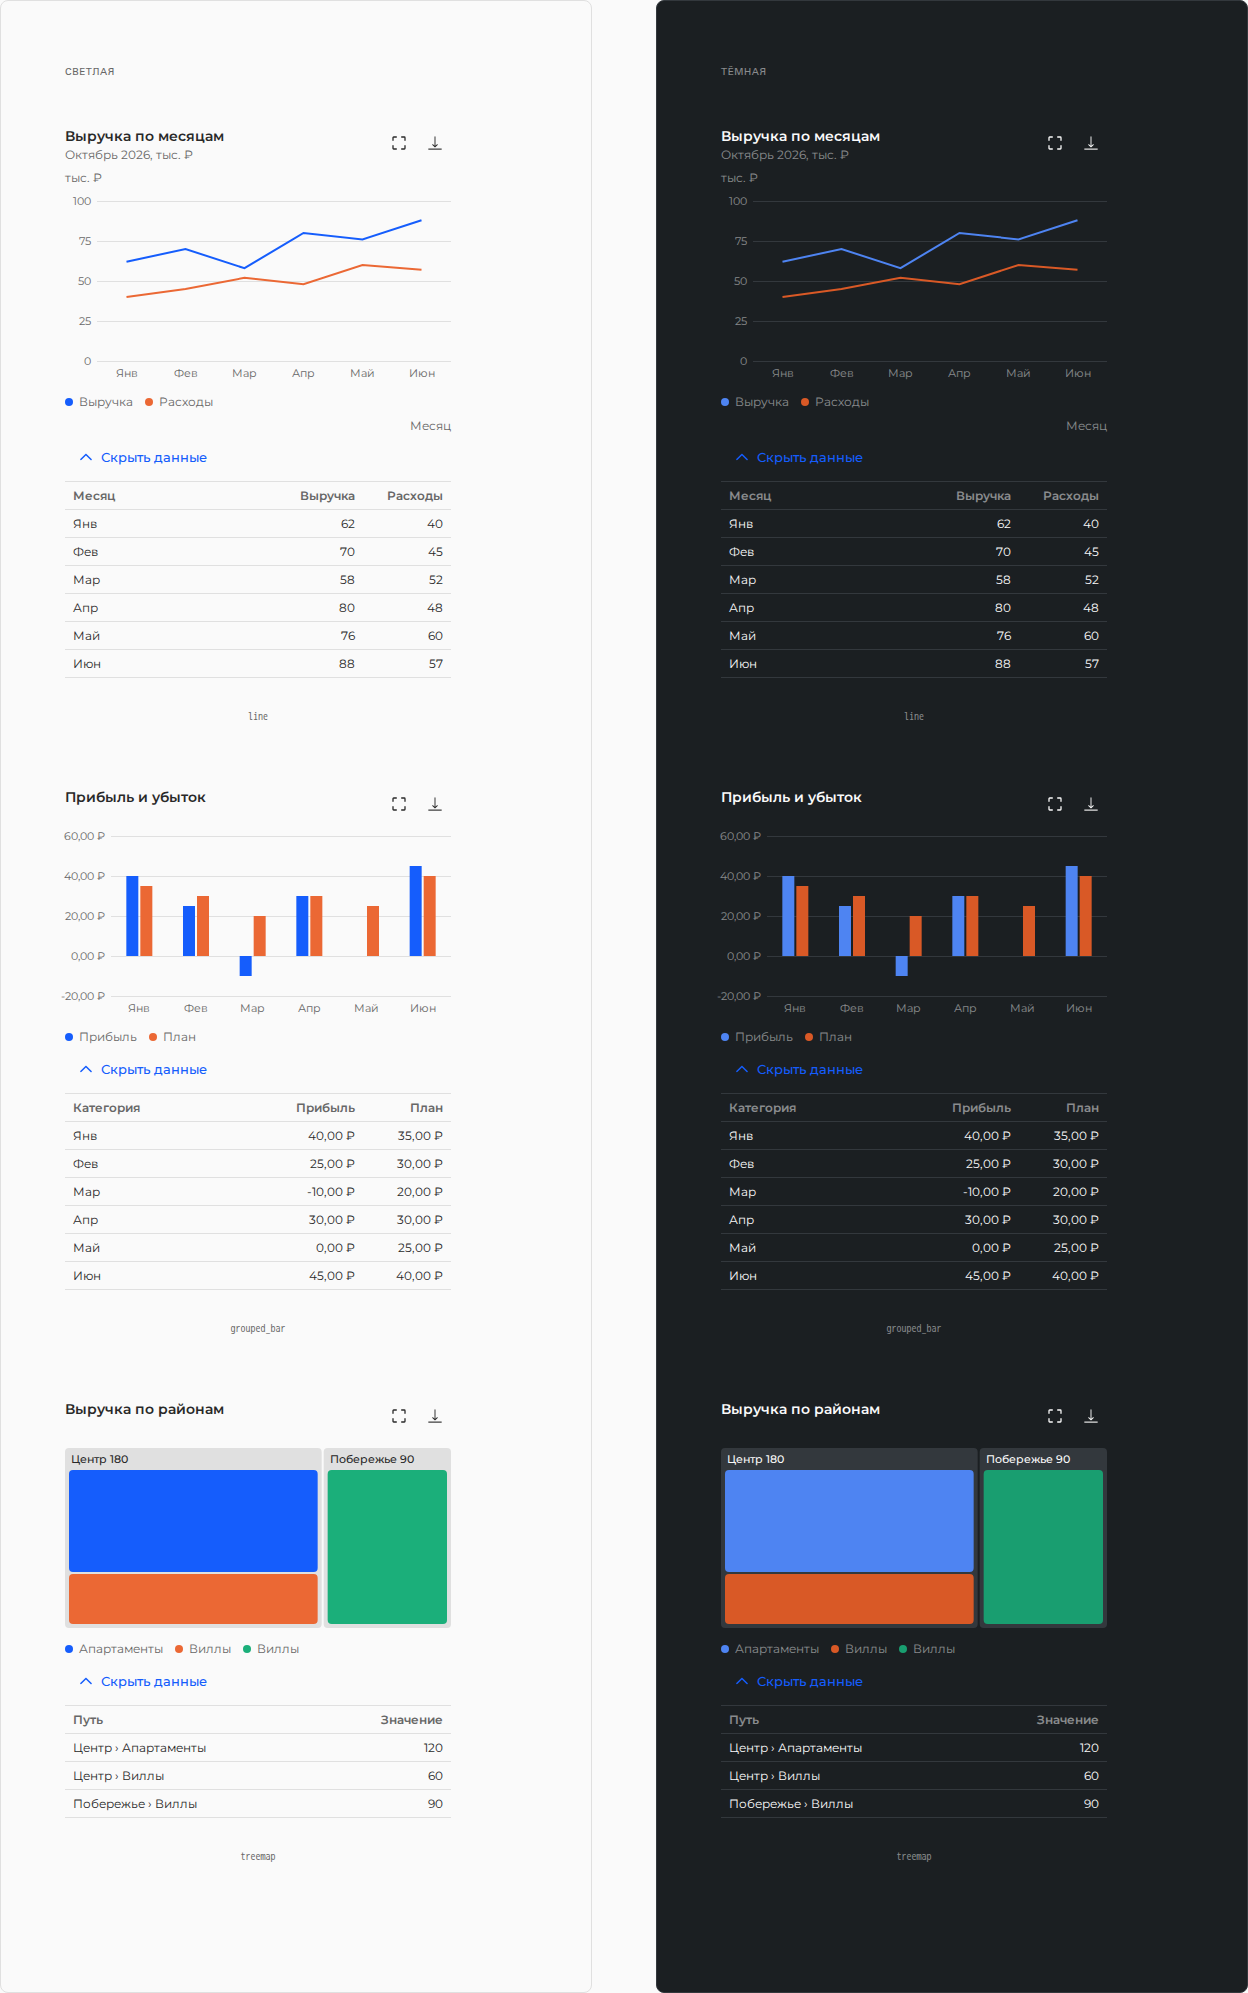 СВЕТЛАЯ
Выручка по месяцам
Октябрь 2026, тыс. ₽
тыс. ₽
100
75
50
25
0
Янв Фев Мар Апр Май Июн
Выручка Расходы
Месяц
Скрыть данные
Месяц Выручка Расходы
Янв 62 40
Фев 70 45
Мар 58 52
Апр 80 48
Май 76 60
Июн 88 57
line
Прибыль и убыток
60,00 ₽
40,00 ₽
20,00 ₽
0,00 ₽
-20,00 ₽
Янв Фев Мар Апр Май Июн
Прибыль План
Скрыть данные
Категория Прибыль План
Янв 40,00 ₽ 35,00 ₽
Фев 25,00 ₽ 30,00 ₽
Мар -10,00 ₽ 20,00 ₽
Апр 30,00 ₽ 30,00 ₽
Май 0,00 ₽ 25,00 ₽
Июн 45,00 ₽ 40,00 ₽
grouped_bar
Выручка по районам
Центр 180 Побережье 90
Апартаменты Виллы Виллы
Скрыть данные
Путь Значение
Центр › Апартаменты 120
Центр › Виллы 60
Побережье › Виллы 90
treemap
ТЁМНАЯ
Выручка по месяцам
Октябрь 2026, тыс. ₽
тыс. ₽
100
75
50
25
0
Янв Фев Мар Апр Май Июн
Выручка Расходы
Месяц
Скрыть данные
Месяц Выручка Расходы
Янв 62 40
Фев 70 45
Мар 58 52
Апр 80 48
Май 76 60
Июн 88 57
line
Прибыль и убыток
60,00 ₽
40,00 ₽
20,00 ₽
0,00 ₽
-20,00 ₽
Янв Фев Мар Апр Май Июн
Прибыль План
Скрыть данные
Категория Прибыль План
Янв 40,00 ₽ 35,00 ₽
Фев 25,00 ₽ 30,00 ₽
Мар -10,00 ₽ 20,00 ₽
Апр 30,00 ₽ 30,00 ₽
Май 0,00 ₽ 25,00 ₽
Июн 45,00 ₽ 40,00 ₽
grouped_bar
Выручка по районам
Центр 180 Побережье 90
Апартаменты Виллы Виллы
Скрыть данные
Путь Значение
Центр › Апартаменты 120
Центр › Виллы 60
Побережье › Виллы 90
treemap